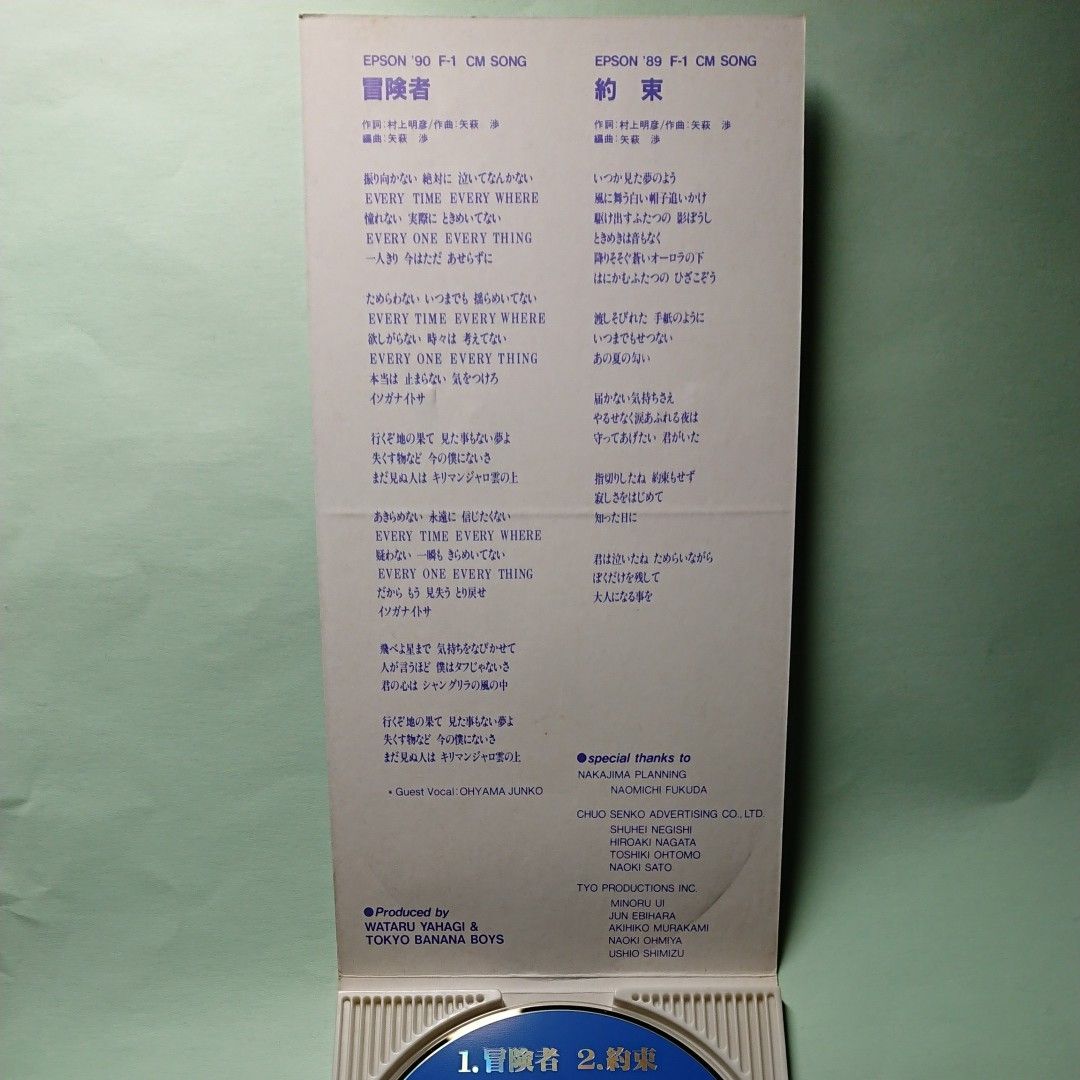 EPSON '90 F-1 CM SONG
冒険者
作詞:村上明彦/作曲:矢萩 渉
編曲:矢萩 渉
振り向かない 絶対に 泣いてなんかない
EVERY TIME EVERY WHERE
憧れない 実際に ときめいてない
EVERY ONE EVERY THING
一人きり 今はただ あせらずに
ためらわない いつまでも 揺らめいてない
EVERY TIME EVERY WHERE
欲しがらない 時々は 考えてない
EVERY ONE EVERY THING
本当は 止まらない 気をつけろ
イソガナイトサ
行くぞ地の果て 見た事もない夢よ
失くす物など 今の僕にないさ
まだ見ぬ人は キリマンジャロ雲の上
あきらめない 永遠に 信じたくない
EVERY TIME EVERY WHERE
疑わない 一瞬も きらめいてない
EVERY ONE EVERY THING
だから もう 見失う とり戻せ
イソガナイトサ
飛べよ星まで 気持ちをなびかせて
人が言うほど 僕はタフじゃないさ
君の心は シャングリラの風の中
行くぞ地の果て 見た事もない夢よ
失くす物など 今の僕にないさ
まだ見ぬ人は キリマンジャロ雲の上
* Guest Vocal:OHYAMA JUNKO
●Produced by
WATARU YAHAGI &
TOKYO BANANA BOYS
EPSON '89 F-1 CM SONG
約 束
作詞:村上明彦/作曲:矢萩 渉
編曲:矢萩 渉
いつか見た夢のよう
風に舞う白い帽子追いかけ
駆け出すふたつの 影ぼうし
ときめきは音もなく
降りそそぐ蒼いオーロラの下
はにかむふたつの ひざこぞう
渡しそびれた 手紙のように
いつまでもせつない
あの夏の匂い
届かない気持ちさえ
やるせなく涙あふれる夜は
守ってあげたい 君がいた
指切りしたね 約束もせず
寂しさをはじめて
知った日に
君は泣いたね ためらいながら
ぼくだけを残して
大人になる事を
●special thanks to
NAKAJIMA PLANNING
NAOMICHI FUKUDA
CHUO SENKO ADVERTISING CO., LTD.
SHUHEI NEGISHI
HIROAKI NAGATA
TOSHIKI OHTOMO
NAOKI SATO
TYO PRODUCTIONS INC.
MINORU UI
JUN EBIHARA
AKIHIKO MURAKAMI
NAOKI OHMIYA
USHIO SHIMIZU
1.冒険者 2.約束